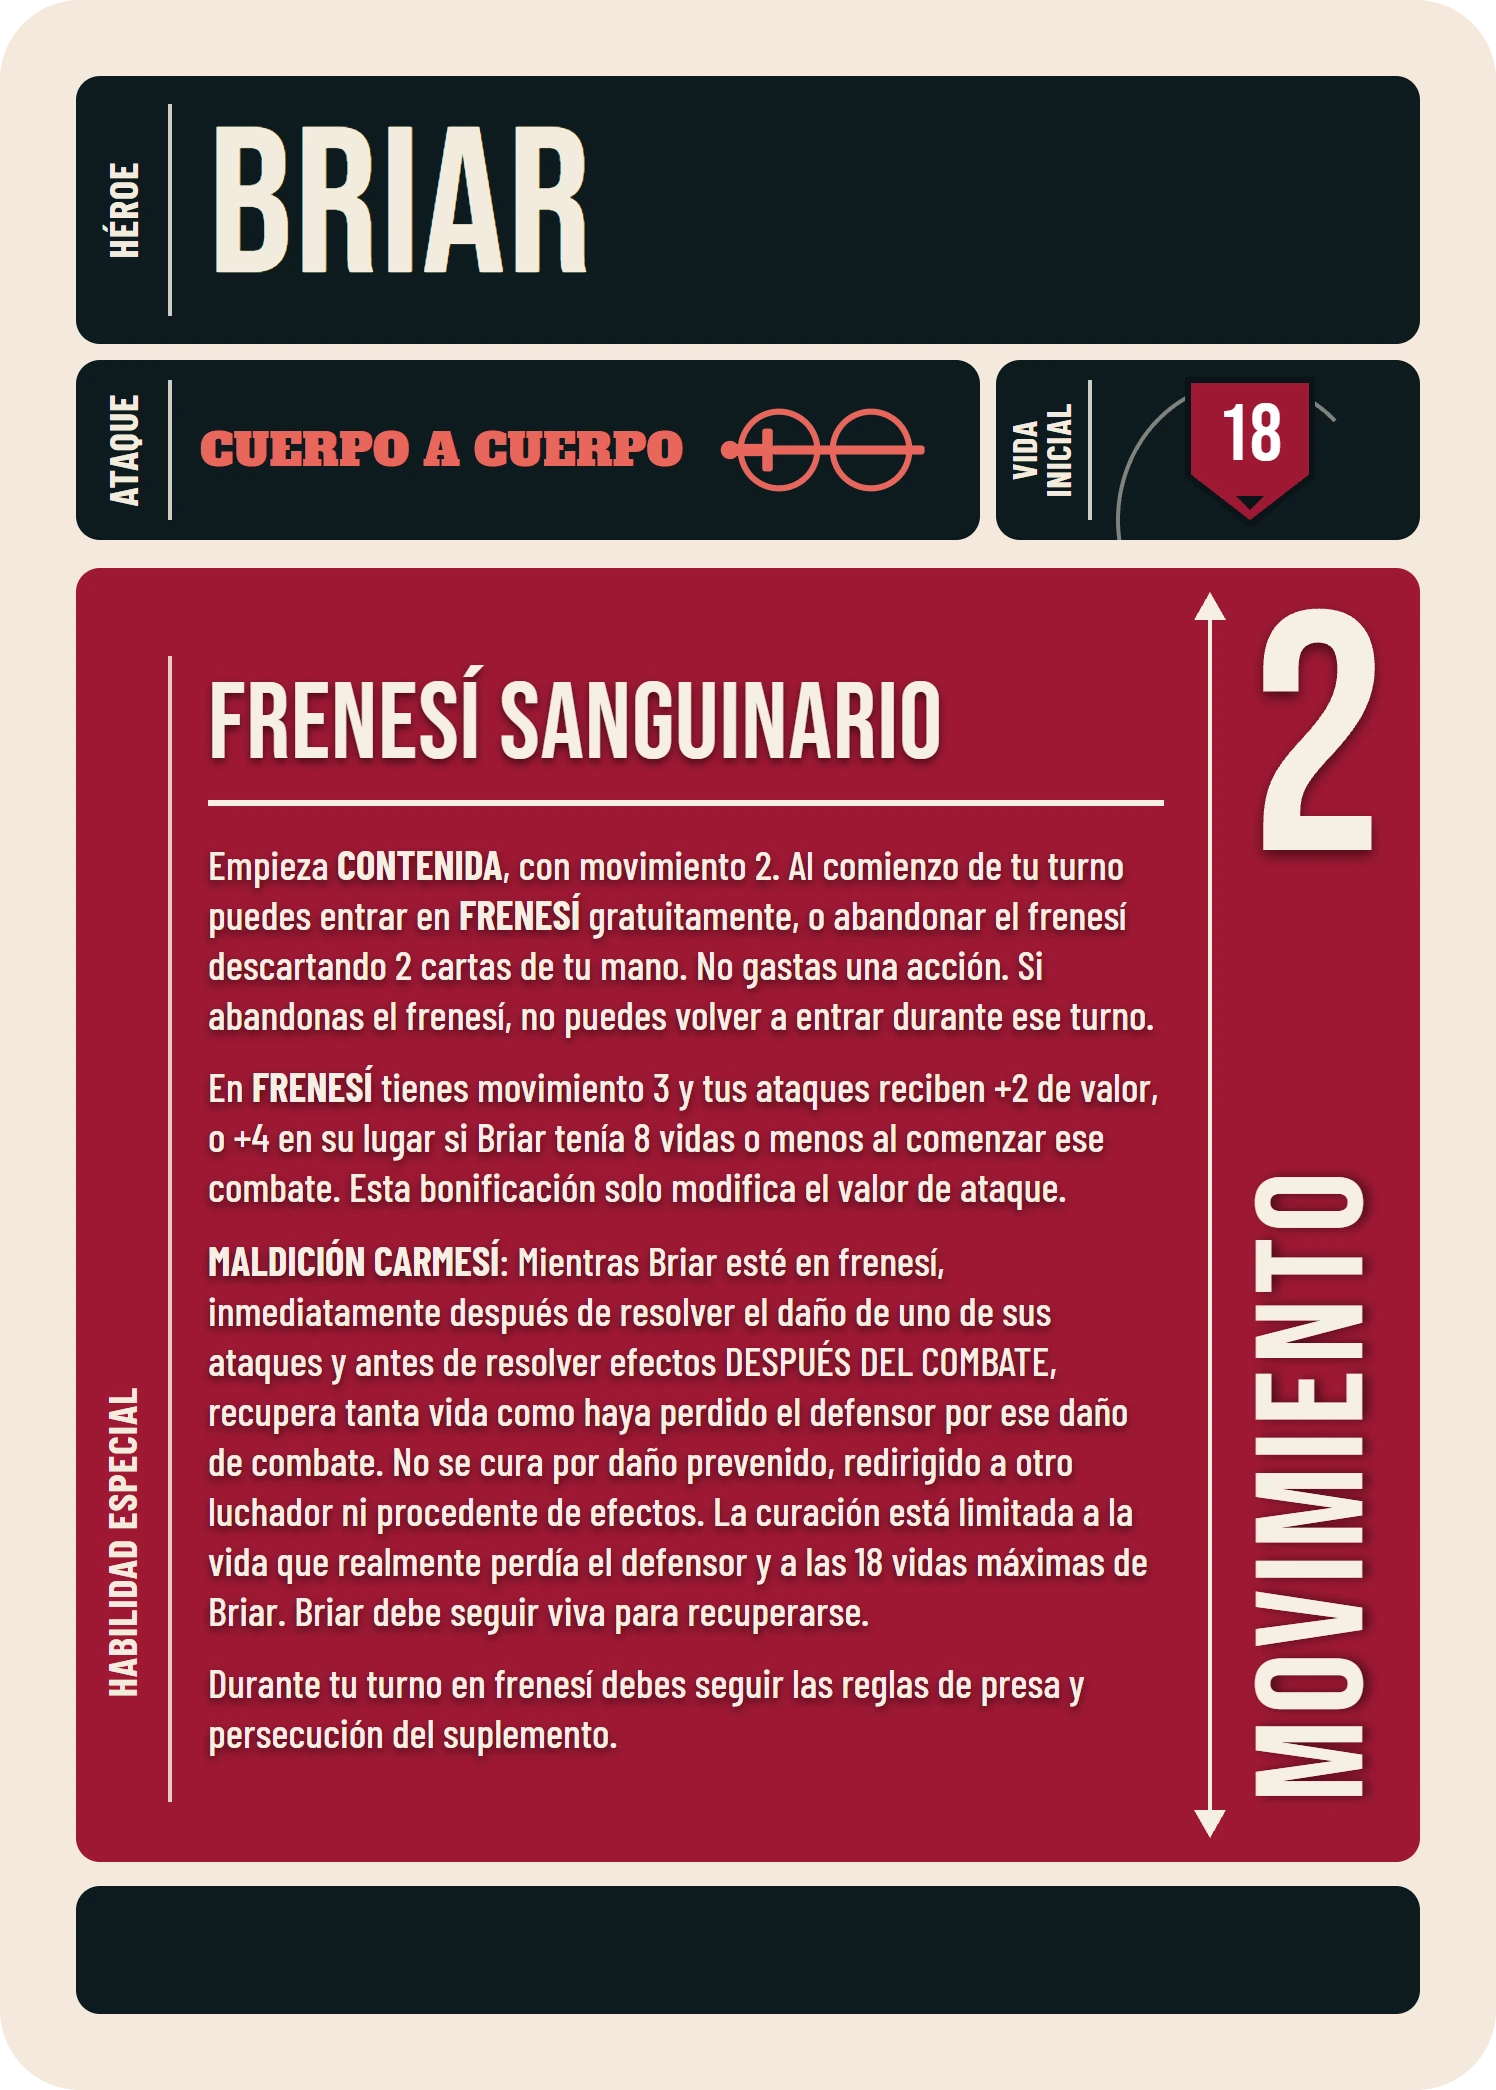 HÉROE
BRIAR
ATAQUE
CUERPO A CUERPO
VIDA
INICIAL
18
HABILIDAD ESPECIAL
FRENESÍ SANGUINARIO
Empieza CONTENIDA, con movimiento 2. Al comienzo de tu turno
puedes entrar en FRENESÍ gratuitamente, o abandonar el frenesí
descartando 2 cartas de tu mano. No gastas una acción. Si
abandonas el frenesí, no puedes volver a entrar durante ese turno.
En FRENESÍ tienes movimiento 3 y tus ataques reciben +2 de valor,
o +4 en su lugar si Briar tenía 8 vidas o menos al comenzar ese
combate. Esta bonificación solo modifica el valor de ataque.
MALDICIÓN CARMESÍ: Mientras Briar esté en frenesí,
inmediatamente después de resolver el daño de uno de sus
ataques y antes de resolver efectos DESPUÉS DEL COMBATE,
recupera tanta vida como haya perdido el defensor por ese daño
de combate. No se cura por daño prevenido, redirigido a otro
luchador ni procedente de efectos. La curación está limitada a la
vida que realmente perdía el defensor y a las 18 vidas máximas de
Briar. Briar debe seguir viva para recuperarse.
Durante tu turno en frenesí debes seguir las reglas de presa y
persecución del suplemento.
2
MOVIMIENTO